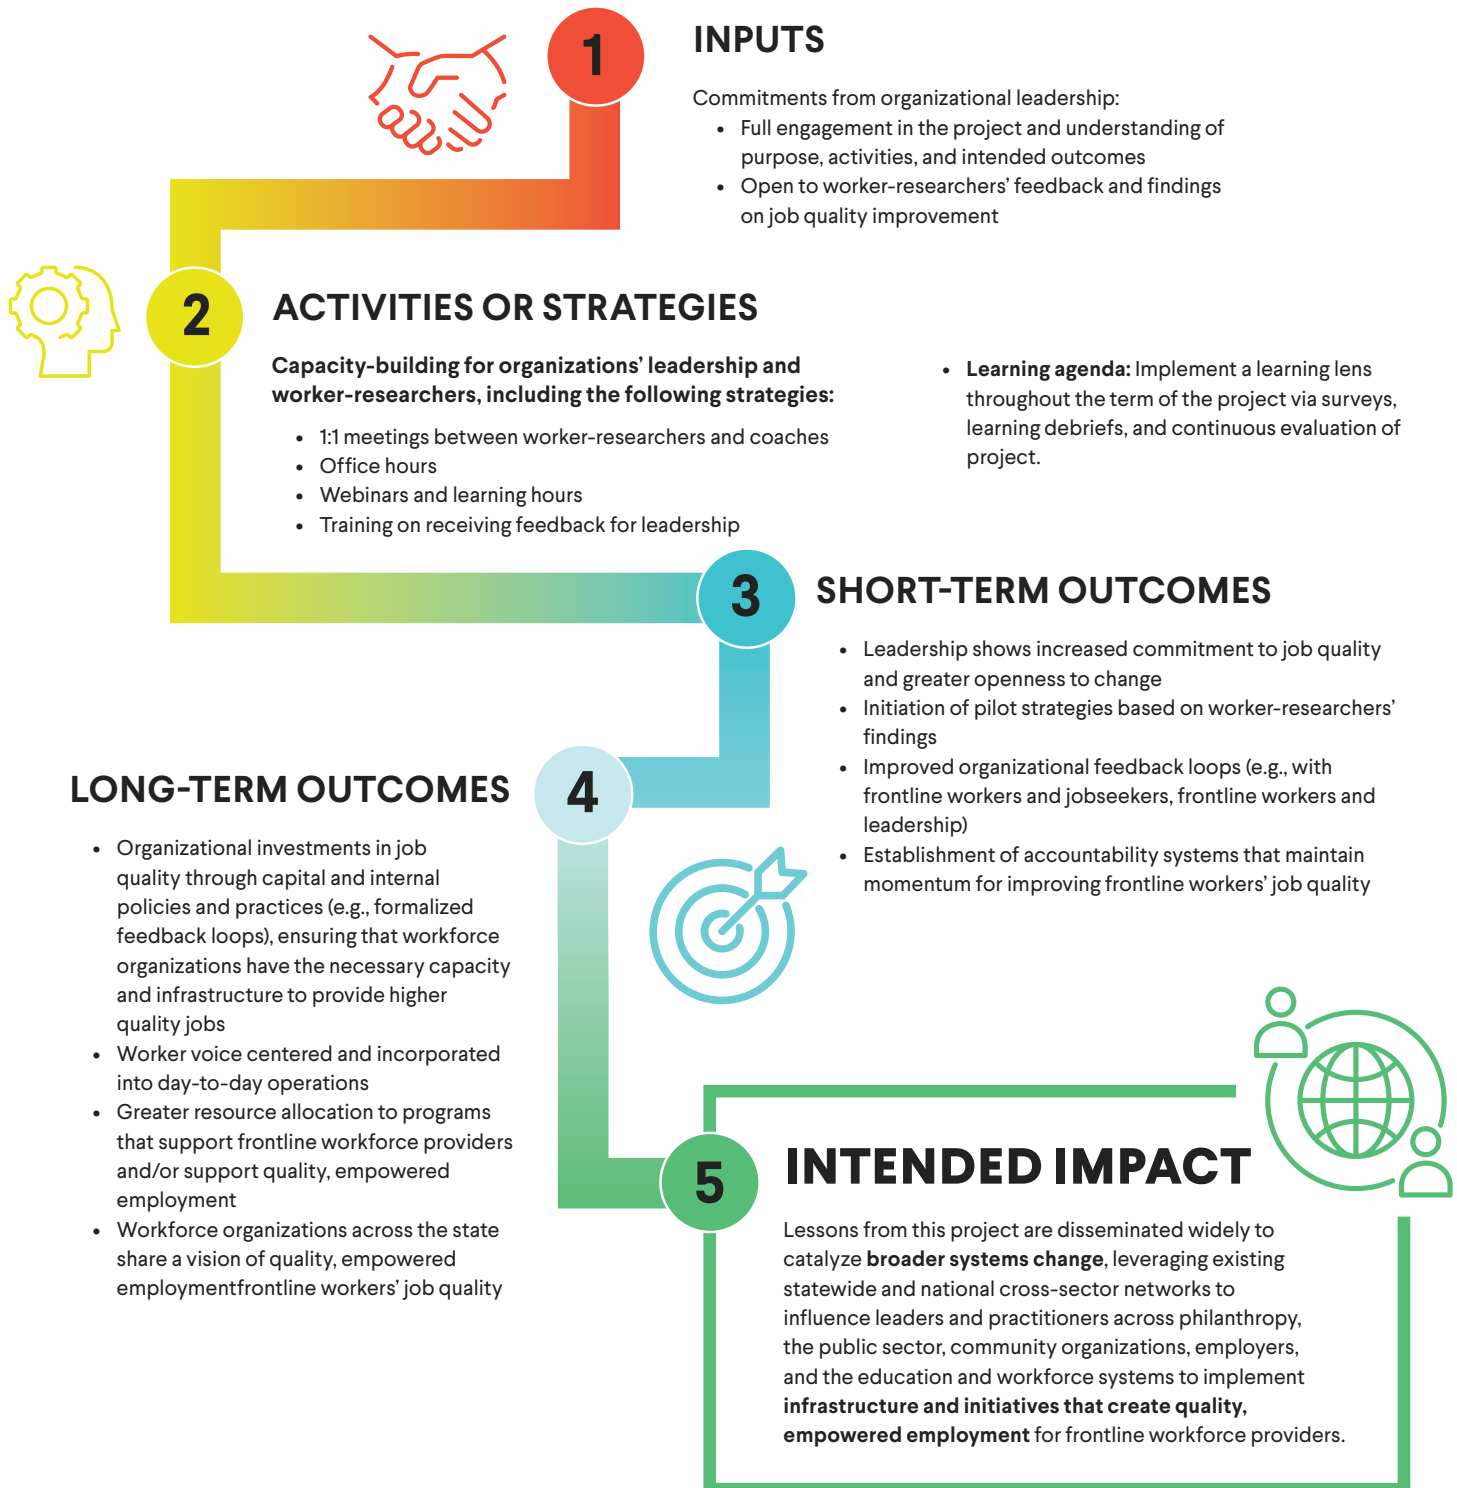 1
INPUTS
Commitments from organizational leadership:
• Full engagement in the project and understanding of
purpose, activities, and intended outcomes
• Open to worker-researchers' feedback and findings
on job quality improvement
2
ACTIVITIES OR STRATEGIES
Capacity-building for organizations' leadership and
worker-researchers, including the following strategies:
• 1:1 meetings between worker-researchers and coaches
• Office hours
• Webinars and learning hours
• Training on receiving feedback for leadership
• Learning agenda: Implement a learning lens
throughout the term of the project via surveys,
learning debriefs, and continuous evaluation of
project.
3
SHORT-TERM OUTCOMES
• Leadership shows increased commitment to job quality
and greater openness to change
• Initiation of pilot strategies based on worker-researchers'
findings
• Improved organizational feedback loops (e.g., with
frontline workers and jobseekers, frontline workers and
leadership)
• Establishment of accountability systems that maintain
momentum for improving frontline workers' job quality
4
LONG-TERM OUTCOMES
• Organizational investments in job
quality through capital and internal
policies and practices (e.g., formalized
feedback loops), ensuring that workforce
organizations have the necessary capacity
and infrastructure to provide higher
quality jobs
• Worker voice centered and incorporated
into day-to-day operations
• Greater resource allocation to programs
that support frontline workforce providers
and/or support quality, empowered
employment
• Workforce organizations across the state
share a vision of quality, empowered
employmentfrontline workers' job quality
5
INTENDED IMPACT
Lessons from this project are disseminated widely to
catalyze broader systems change, leveraging existing
statewide and national cross-sector networks to
influence leaders and practitioners across philanthropy,
the public sector, community organizations, employers,
and the education and workforce systems to implement
infrastructure and initiatives that create quality,
empowered employment for frontline workforce providers.